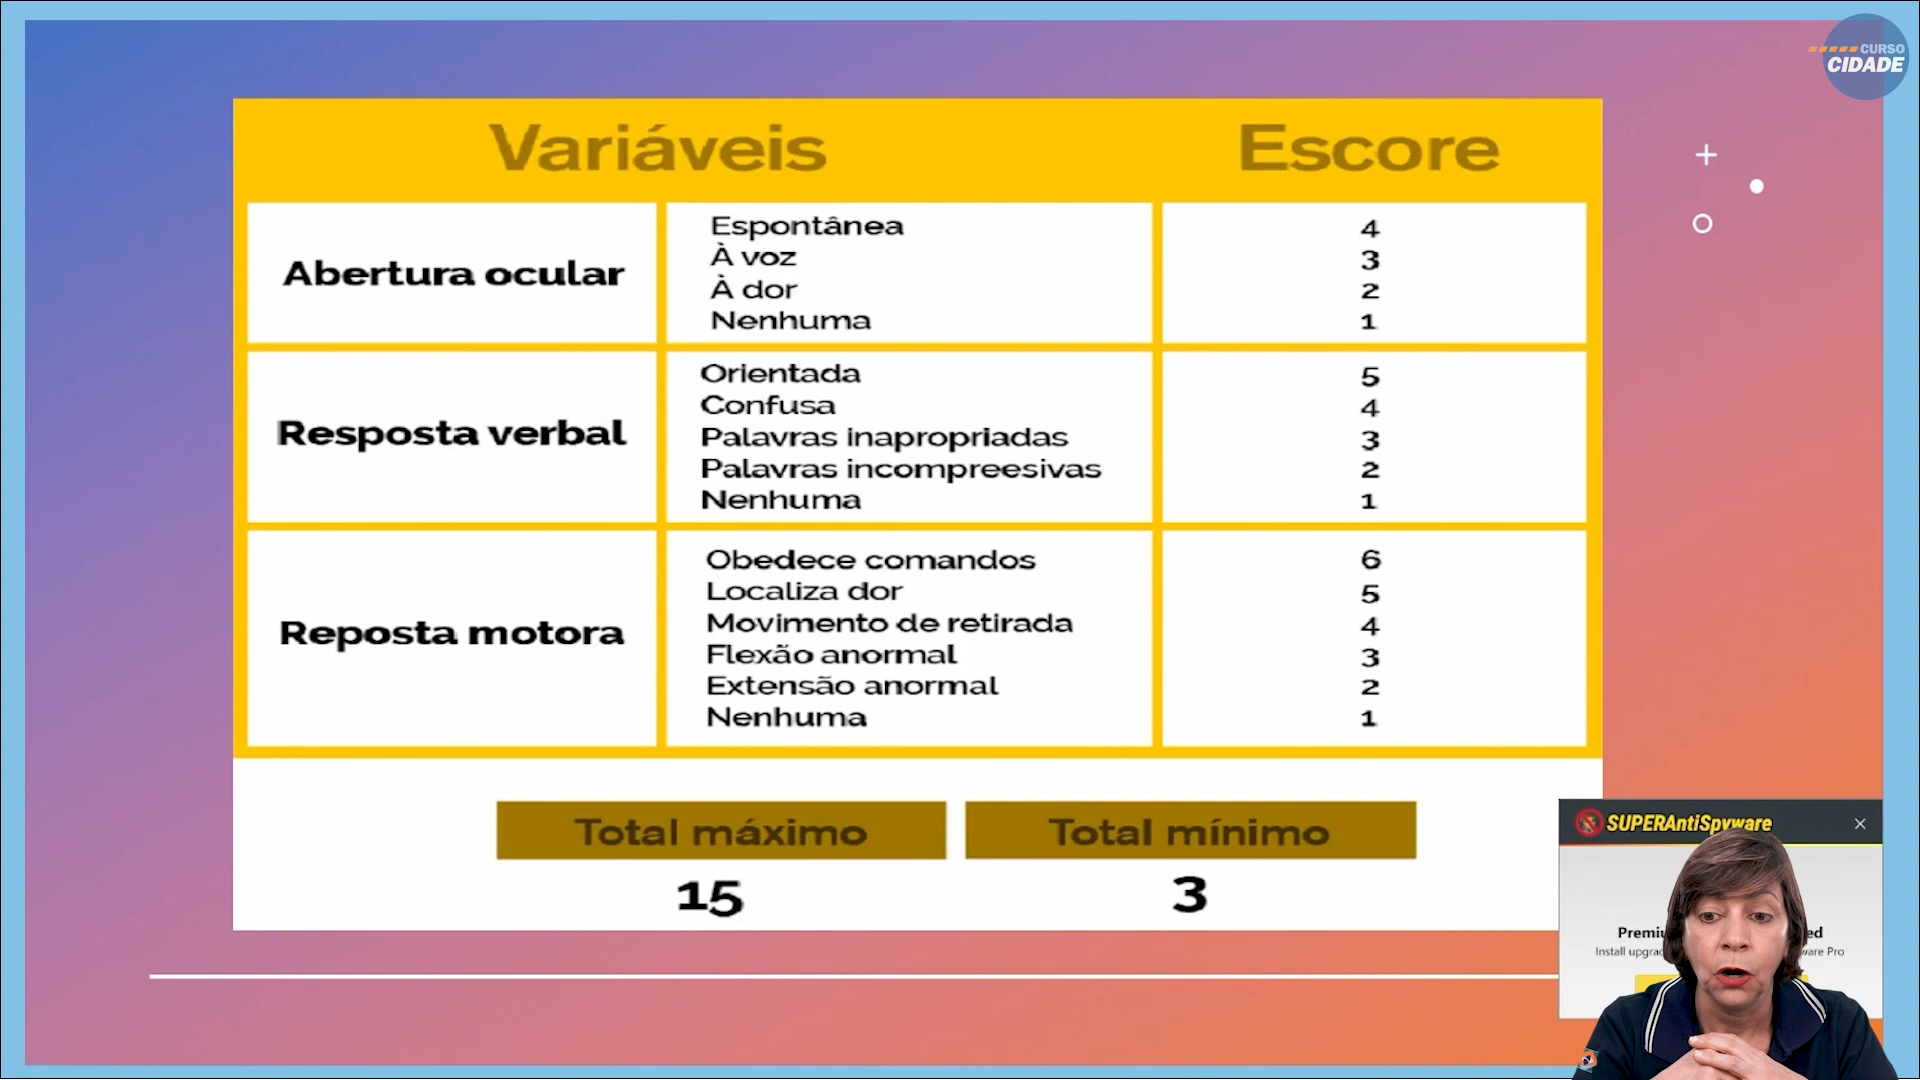 CURSO
CIDADE
Variáveis Escore
Abertura ocular
Espontânea 4
À voz 3
À dor 2
Nenhuma 1
Resposta verbal
Orientada 5
Confusa 4
Palavras inapropriadas 3
Palavras incompreesivas 2
Nenhuma 1
Reposta motora
Obedece comandos 6
Localiza dor 5
Movimento de retirada 4
Flexão anormal 3
Extensão anormal 2
Nenhuma 1
Total máximo Total mínimo
15 3
SUPERAntiSpyware
Install
Pro